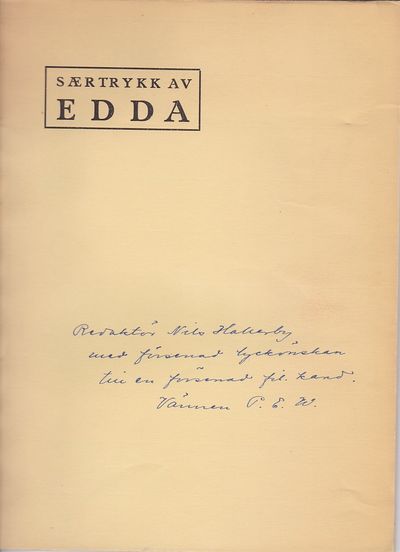 SÆRTRYKK AV
EDDA
Redaktör Nils Hallerby
med försenad lyckönskan
till en försenad fil. kand.
Vännen P. E. W.